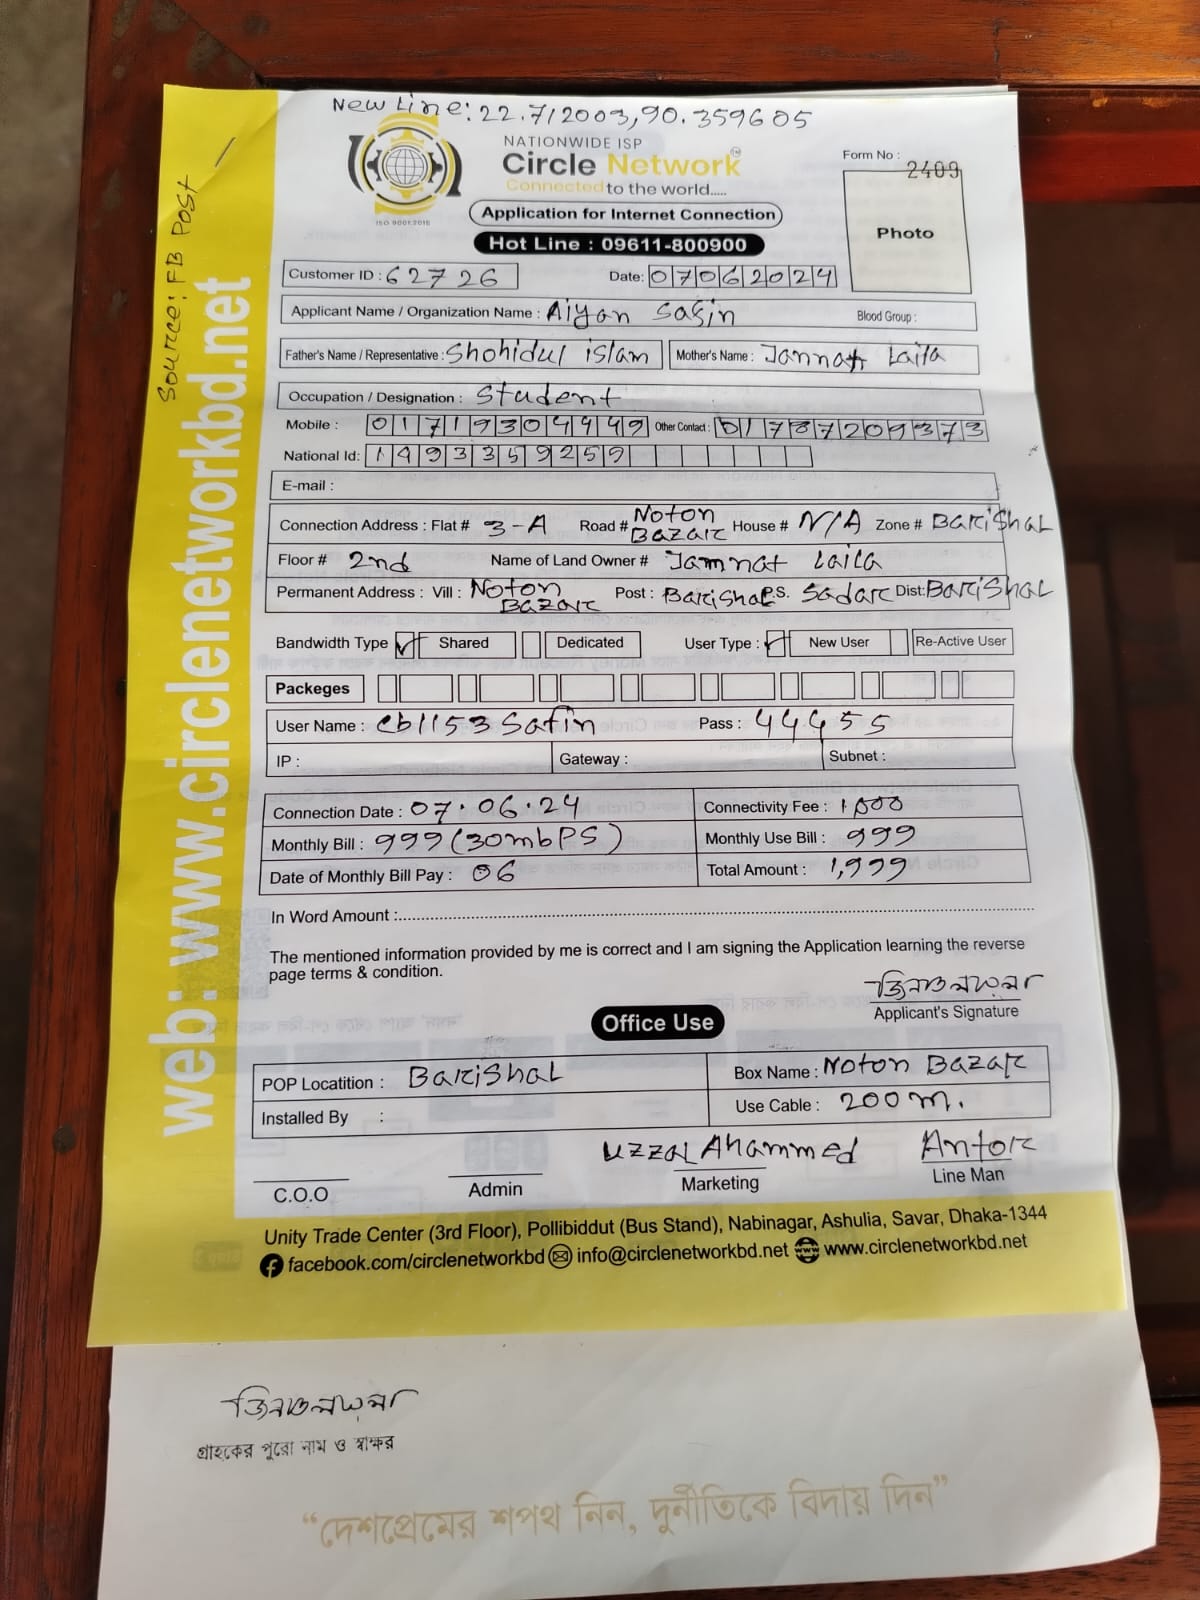 New Line: 22.712003,90.359605
NATIONWIDE ISP
Circle Network TM
Connected to the world.....
ISO 9001:2015
Application for Internet Connection
Hot Line : 09611-800900
Form No : 2409
Photo
Source: FB Post
web: www.circlenetworkbd.net
Customer ID : 62726 Date: 07062024
Applicant Name / Organization Name : Aiyan Safin Blood Group :
Father's Name / Representative : Shohidul islam Mother's Name : Jannat Laila
Occupation / Designation : Student
Mobile : 01719304449 Other Contact : 01787209373
National Id: 1493359259
E-mail :
Connection Address : Flat # 3-A Road # Noton Bazar House # N/A Zone # Barishal
Floor # 2nd Name of Land Owner # Jannat Laila
Permanent Address : Vill : Noton Bazar Post : Barishal P.S. Sadar Dist: Barishal
Bandwidth Type Shared Dedicated User Type : New User Re-Active User
Packeges
User Name : cb1153Safin Pass : 44455
IP : Gateway : Subnet :
Connection Date : 07.06.24 Connectivity Fee : 1,000
Monthly Bill : 999 (30mbPS) Monthly Use Bill : 999
Date of Monthly Bill Pay : 06 Total Amount : 1,999
In Word Amount :
The mentioned information provided by me is correct and I am signing the Application learning the reverse
page terms & condition.
Applicant's Signature
Office Use
POP Locatition : Barishal Box Name : Noton Bazar
Installed By : Use Cable : 200m.
Uzzal Ahammed Antor
C.O.O Admin Marketing Line Man
Unity Trade Center (3rd Floor), Pollibiddut (Bus Stand), Nabinagar, Ashulia, Savar, Dhaka-1344
facebook.com/circlenetworkbd info@circlenetworkbd.net www.circlenetworkbd.net
গ্রাহকের পুরো নাম ও স্বাক্ষর
“দেশপ্রেমের শপথ নিন, দুর্নীতিকে বিদায় দিন”